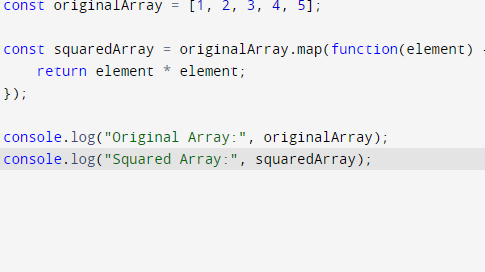 const originalArray = [1, 2, 3, 4, 5];
const squaredArray = originalArray.map(function(element)
    return element * element;
});
console.log("Original Array:", originalArray);
console.log("Squared Array:", squaredArray);